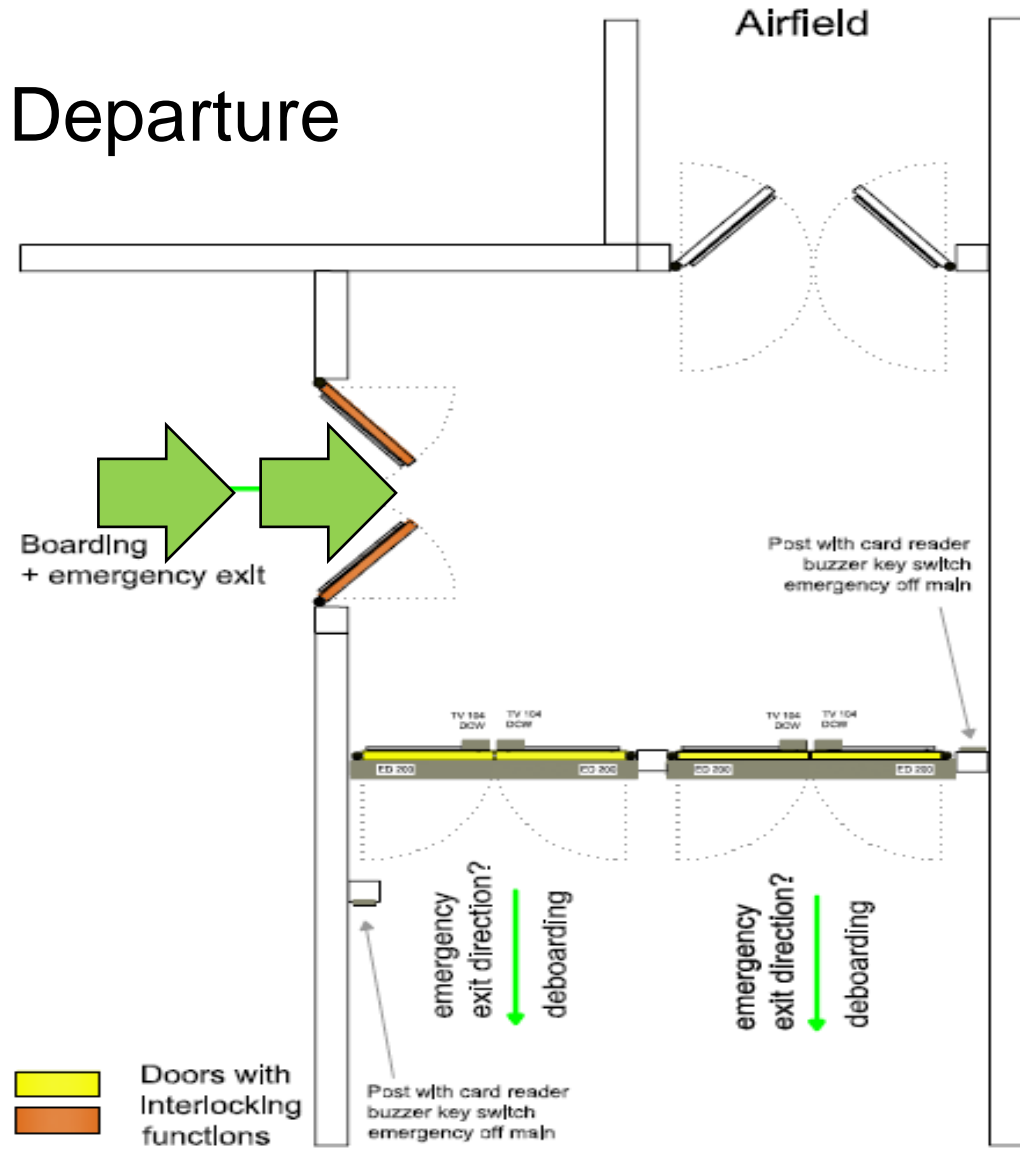 Airfield
Departure
Boarding
+ emergency exit
Post with card reader
buzzer key switch
emergency off main
TV 104
DCW
TV 104
DCW
TV 104
DCW
TV 104
DCW
ED 200
ED 200
ED 200
ED 200
emergency
exit direction?
deboarding
emergency
exit direction?
deboarding
Doors with
interlocking
functions
Post with card reader
buzzer key switch
emergency off main